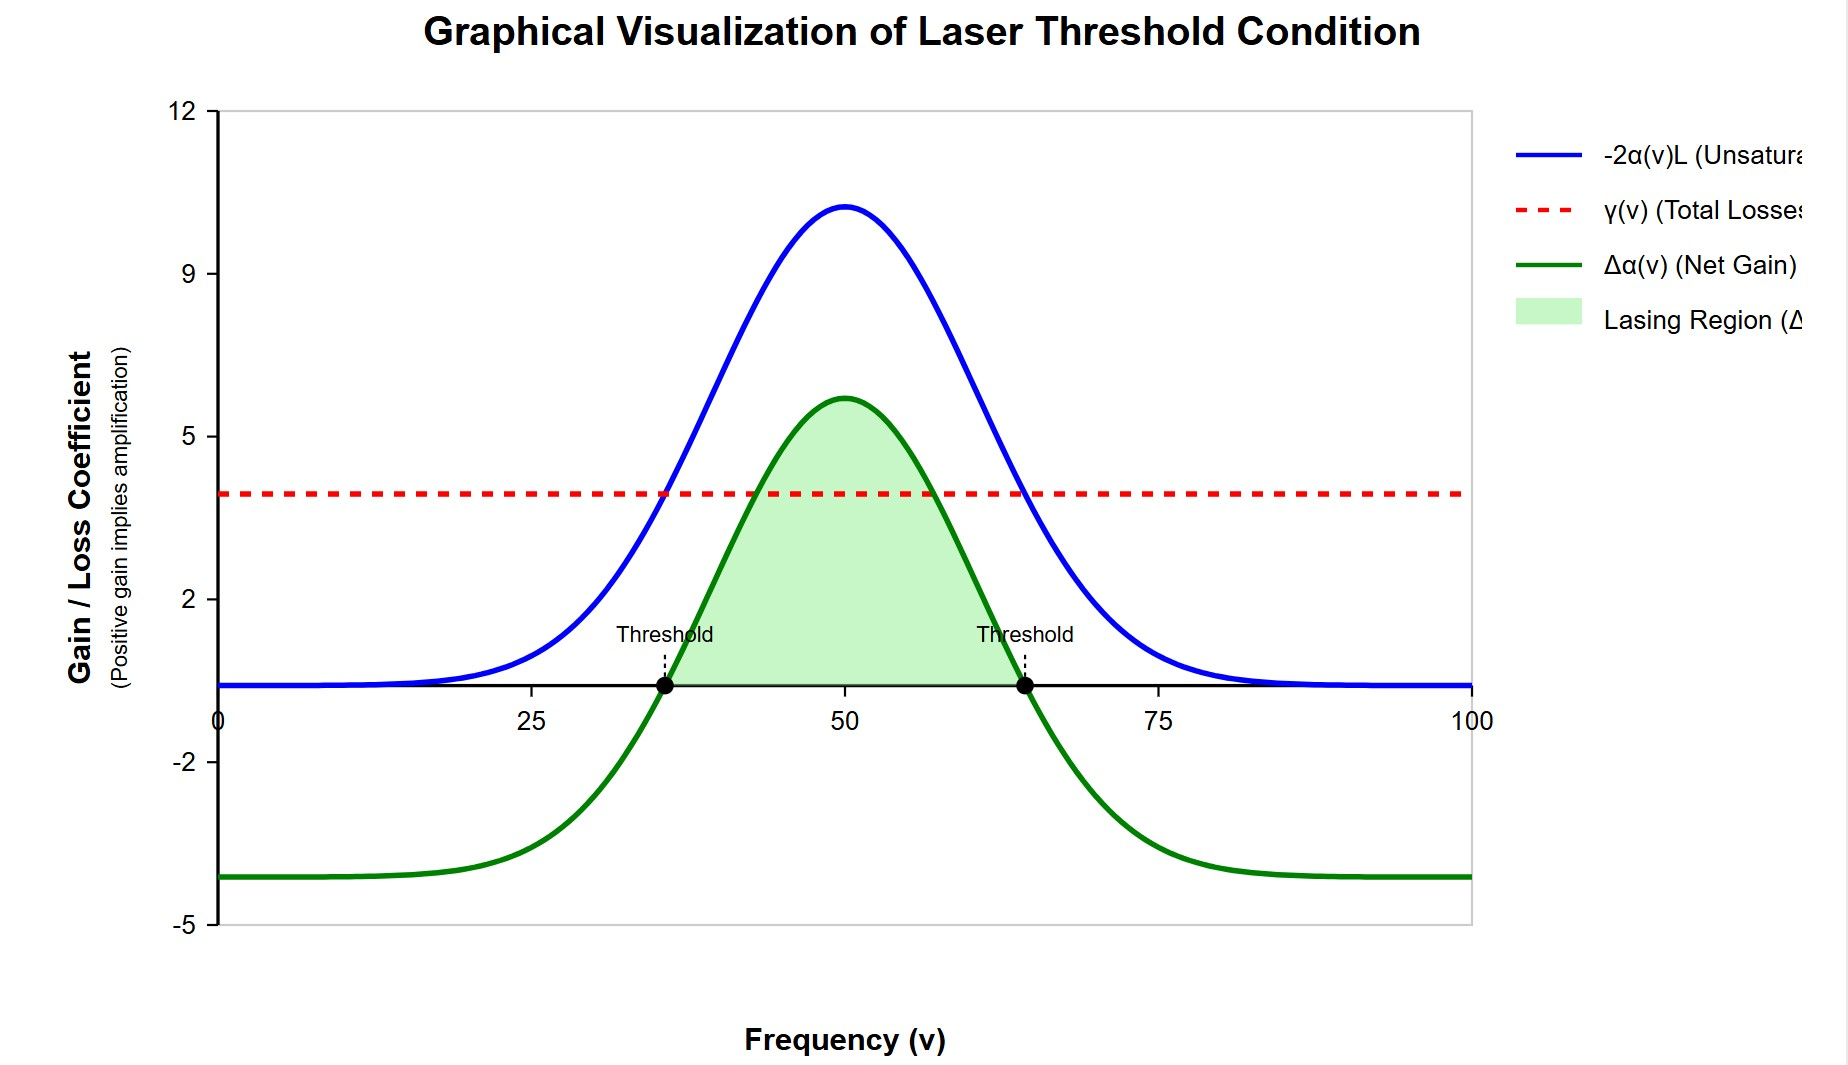 Graphical Visualization of Laser Threshold Condition
12
9
5
2
-2
-5
Gain / Loss Coefficient
(Positive gain implies amplification)
Threshold
Threshold
0
25
50
75
100
Frequency (v)
-2α(v)L (Unsatura
γ(v) (Total Losses
Δα(v) (Net Gain)
Lasing Region (Δ